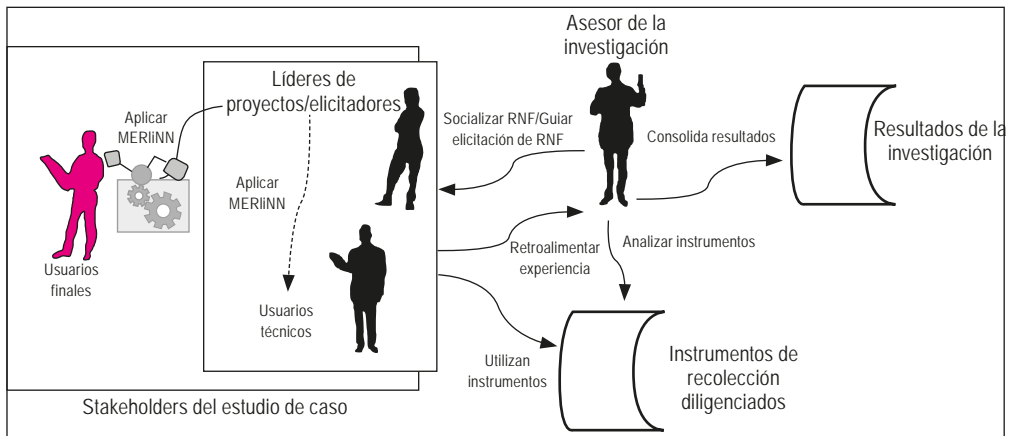 Asesor de la
investigación
Líderes de
proyectos/elicitadores
Aplicar
MERliNN
Socializar RNF/Guiar
elicitación de RNF
Consolida resultados
Resultados de la
investigación
Aplicar
MERliNN
Usuarios
finales
Retroalimentar
experiencia
Analizar instrumentos
Usuarios
técnicos
Utilizan
instrumentos
Instrumentos de
recolección
diligenciados
Stakeholders del estudio de caso